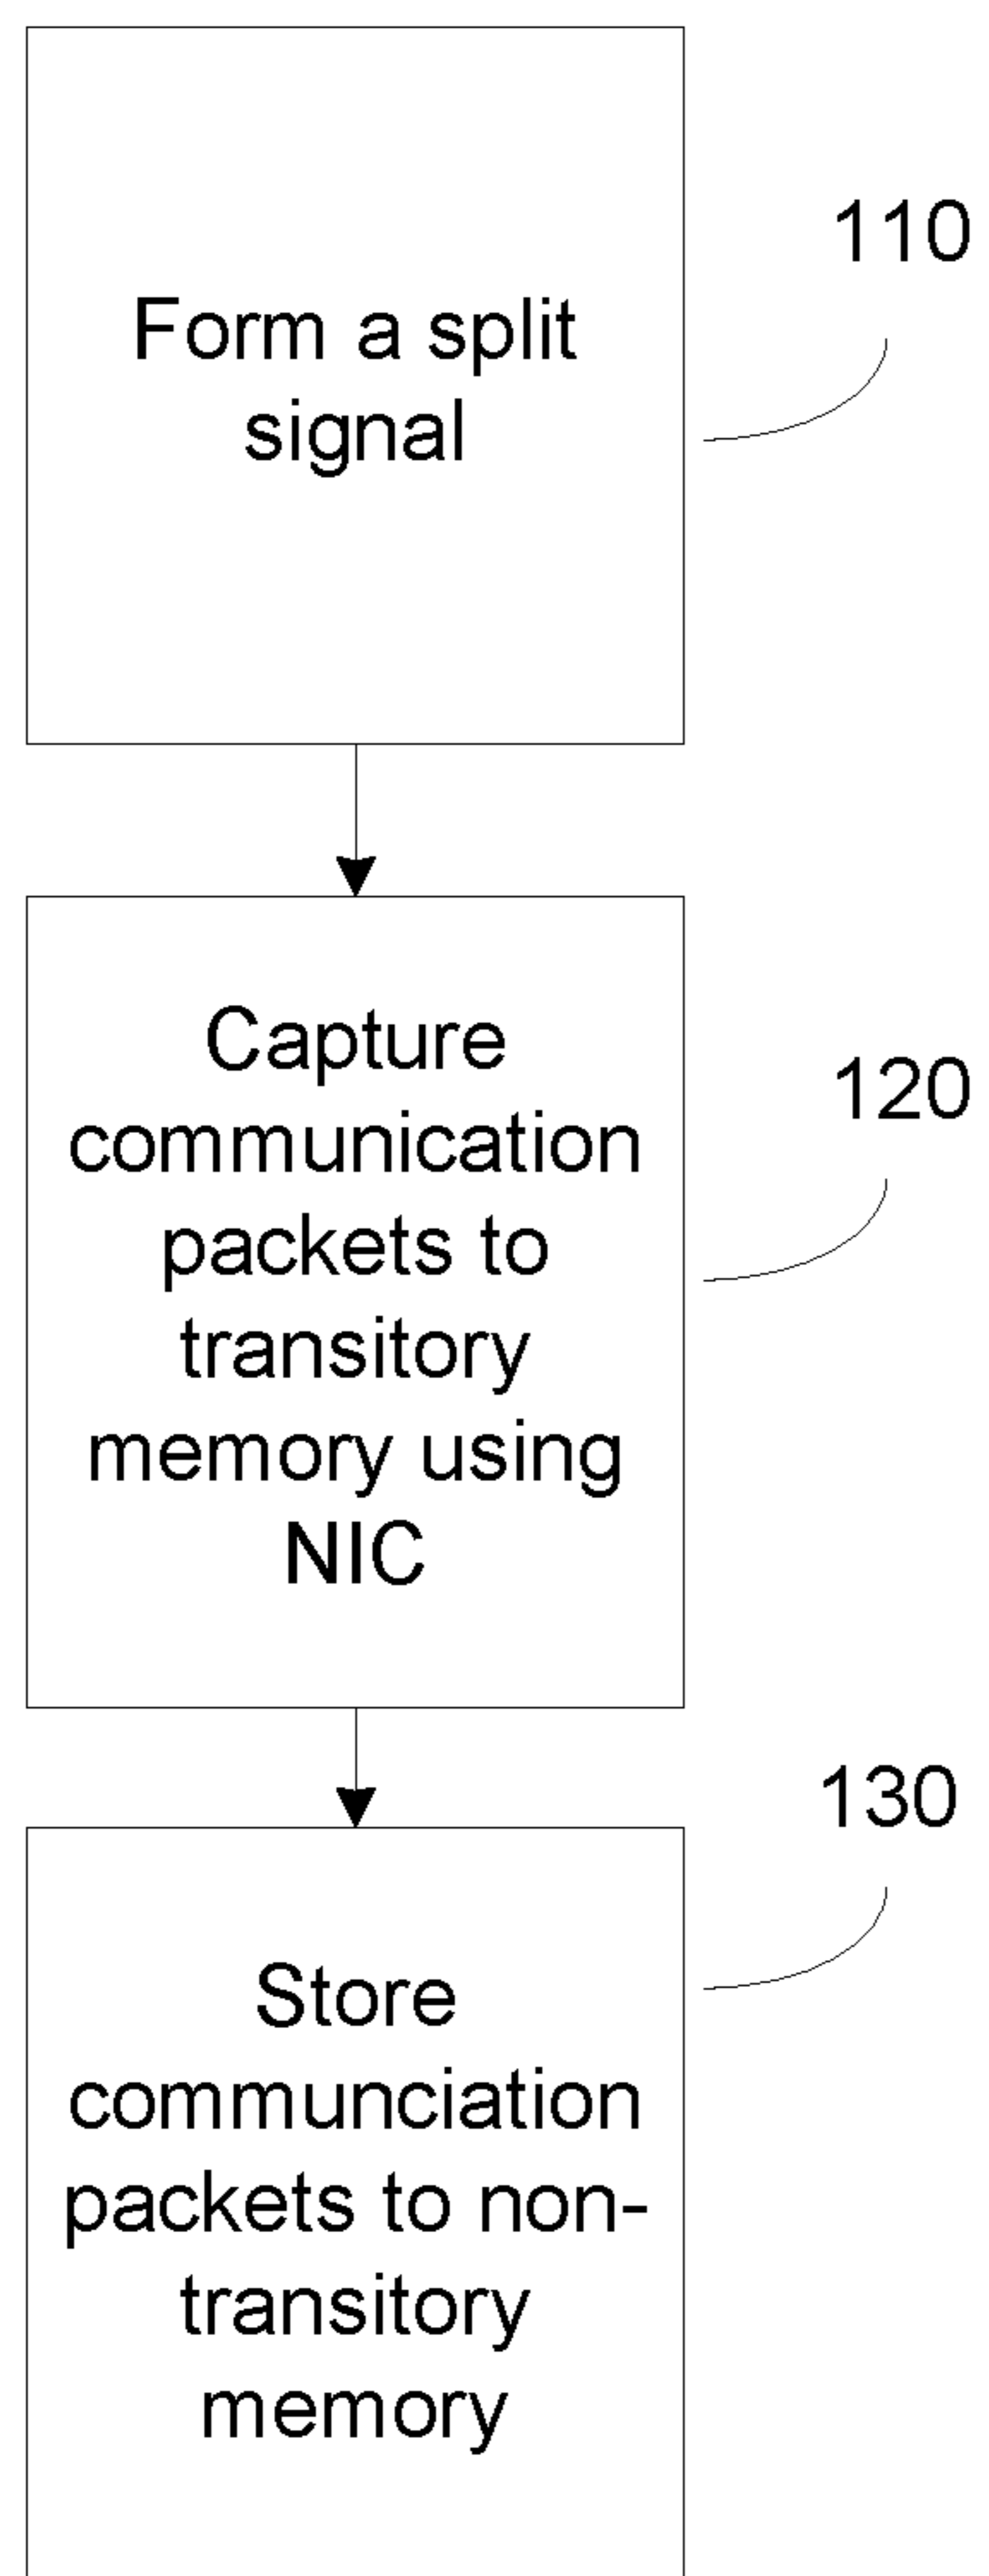 110
Form a split
signal
120
Capture
communication
packets to
transitory
memory using
NIC
130
Store
communciation
packets to non-
transitory
memory